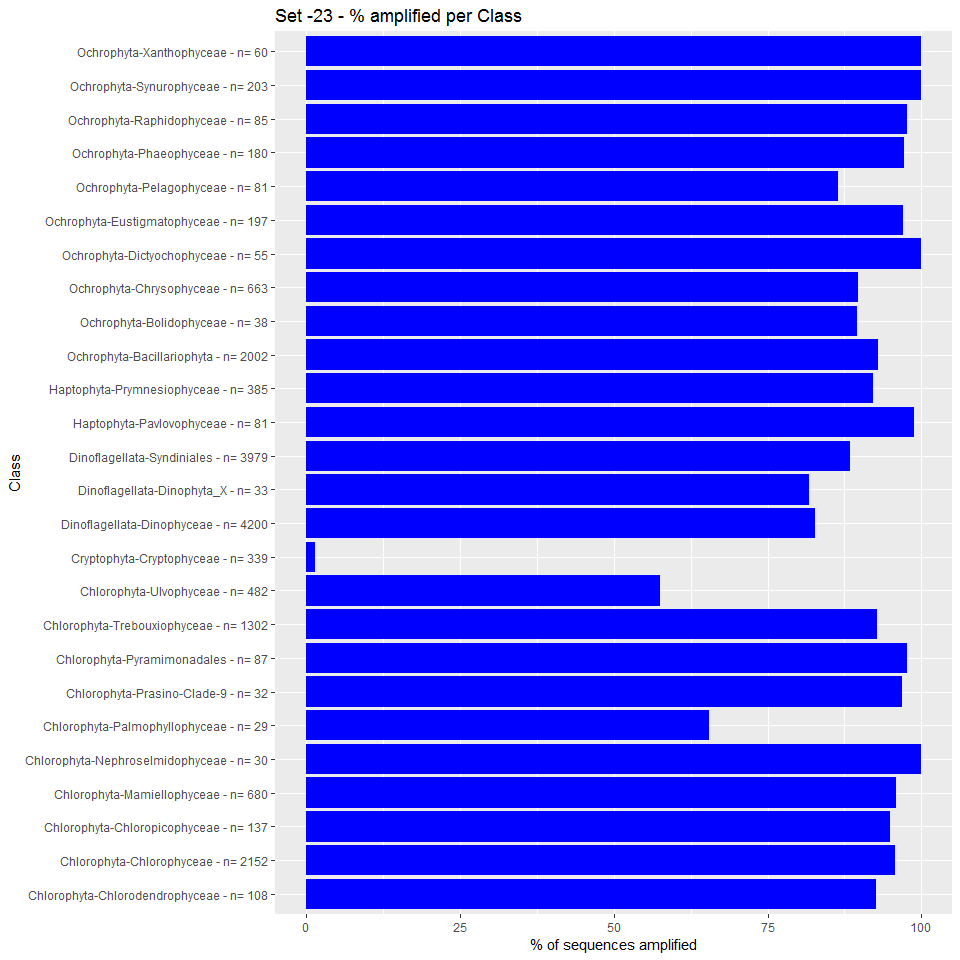 Set -23 - % amplified per Class
Ochrophyta-Xanthophyceae - n= 60
Ochrophyta-Synurophyceae - n= 203
Ochrophyta-Raphidophyceae - n= 85
Ochrophyta-Phaeophyceae - n= 180
Ochrophyta-Pelagophyceae - n= 81
Ochrophyta-Eustigmatophyceae - n= 197
Ochrophyta-Dictyochophyceae - n= 55
Ochrophyta-Chrysophyceae - n= 663
Ochrophyta-Bolidophyceae - n= 38
Ochrophyta-Bacillariophyta - n= 2002
Haptophyta-Prymnesiophyceae - n= 385
Haptophyta-Pavlovophyceae - n= 81
Dinoflagellata-Syndiniales - n= 3979
Dinoflagellata-Dinophyta_X - n= 33
Dinoflagellata-Dinophyceae - n= 4200
Cryptophyta-Cryptophyceae - n= 339
Chlorophyta-Ulvophyceae - n= 482
Chlorophyta-Trebouxiophyceae - n= 1302
Chlorophyta-Pyramimonadales - n= 87
Chlorophyta-Prasino-Clade-9 - n= 32
Chlorophyta-Palmophyllophyceae - n= 29
Chlorophyta-Nephroselmidophyceae - n= 30
Chlorophyta-Mamiellophyceae - n= 680
Chlorophyta-Chloropicophyceae - n= 137
Chlorophyta-Chlorophyceae - n= 2152
Chlorophyta-Chlorodendrophyceae - n= 108
Class
0 25 50 75 100
% of sequences amplified